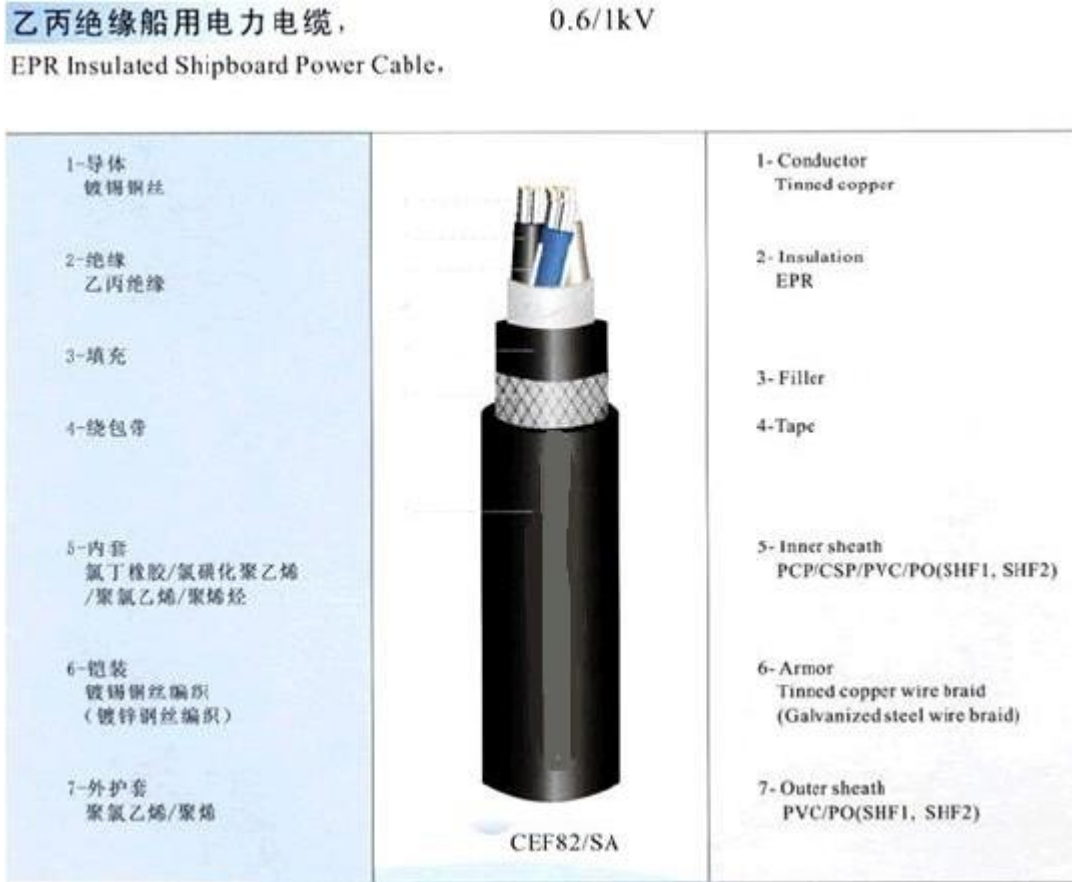 乙丙绝缘船用电力电缆， 0.6/1kV
EPR Insulated Shipboard Power Cable,
1-导体
镀锡铜丝
2-绝缘
乙丙绝缘
3-填充
4-绕包带
5-内套
氯丁橡胶/氯磺化聚乙烯
/聚氯乙烯/聚烯烃
6-铠装
镀锡铜丝编织
（镀锌钢丝编织）
7-外护套
聚氯乙烯/聚烯
CEF82/SA
1- Conductor
Tinned copper
2- Insulation
EPR
3- Filler
4-Tape
5- Inner sheath
PCP/CSP/PVC/PO(SHF1, SHF2)
6- Armor
Tinned copper wire braid
(Galvanized steel wire braid)
7- Outer sheath
PVC/PO(SHF1, SHF2)